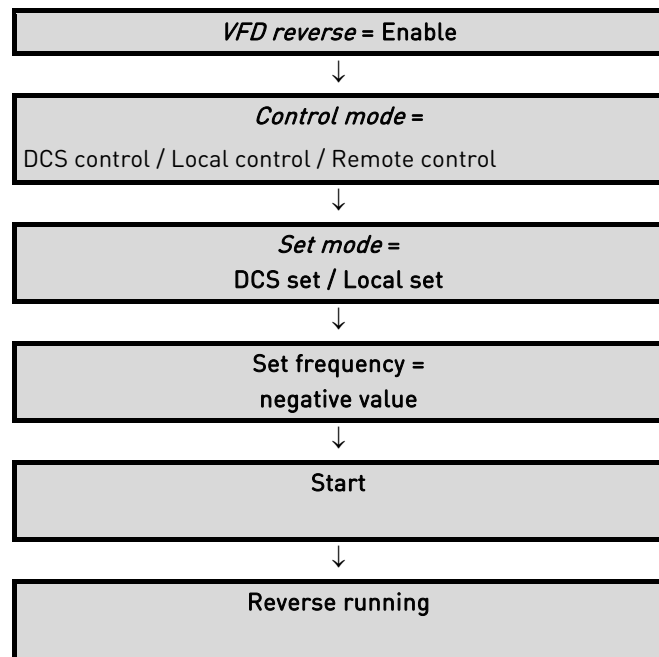 VFD reverse = Enable
↓
Control mode =
DCS control / Local control / Remote control
↓
Set mode =
DCS set / Local set
↓
Set frequency =
negative value
↓
Start
↓
Reverse running